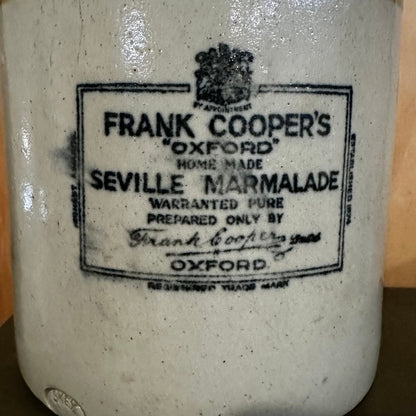 BY APPOINTMENT
FRANK COOPER'S
"OXFORD"
HOME MADE
SEVILLE MARMALADE
WARRANTED PURE
PREPARED ONLY BY
Frank Cooper
OXFORD
REGISTERED TRADE MARK